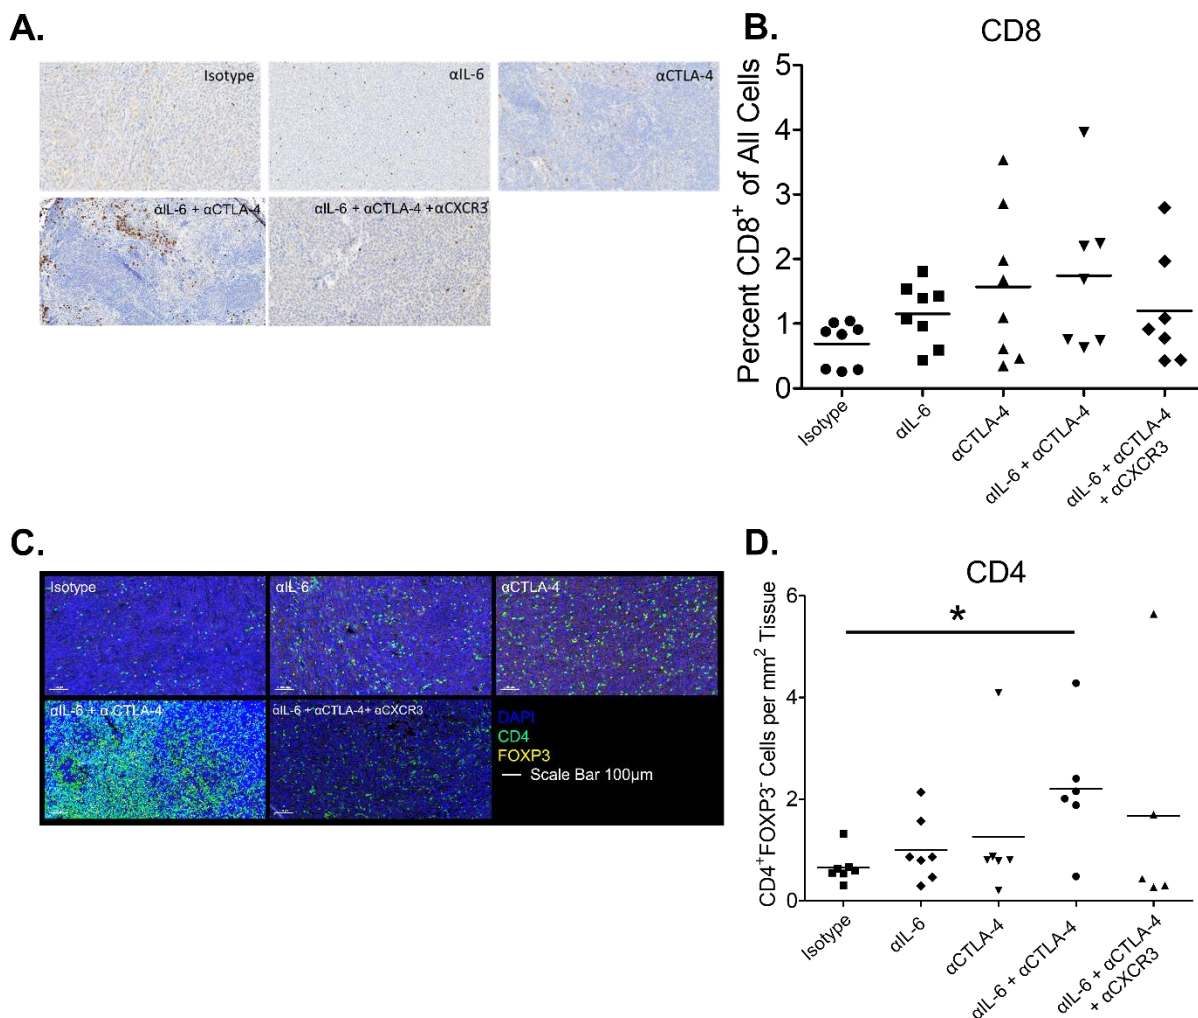 A.
Isotype
αIL-6
αCTLA-4
αIL-6 + αCTLA-4
αIL-6 + αCTLA-4 +αCXCR3
B.
CD8
Percent CD8⁺ of All Cells
5
4
3
2
1
0
Isotype
αIL-6
αCTLA-4
αIL-6 + αCTLA-4
αIL-6 + αCTLA-4
+ αCXCR3
C.
Isotype
αIL-6
αCTLA-4
αIL-6 + α CTLA-4
αIL-6 + αCTLA-4+ αCXCR3
DAPI
CD4
FOXP3
Scale Bar 100µm
D.
CD4
CD4⁺FOXP3⁻ Cells per mm² Tissue
6
4
2
0
*
Isotype
αIL-6
αCTLA-4
αIL-6 + αCTLA-4
αIL-6 + αCTLA-4
+ αCXCR3